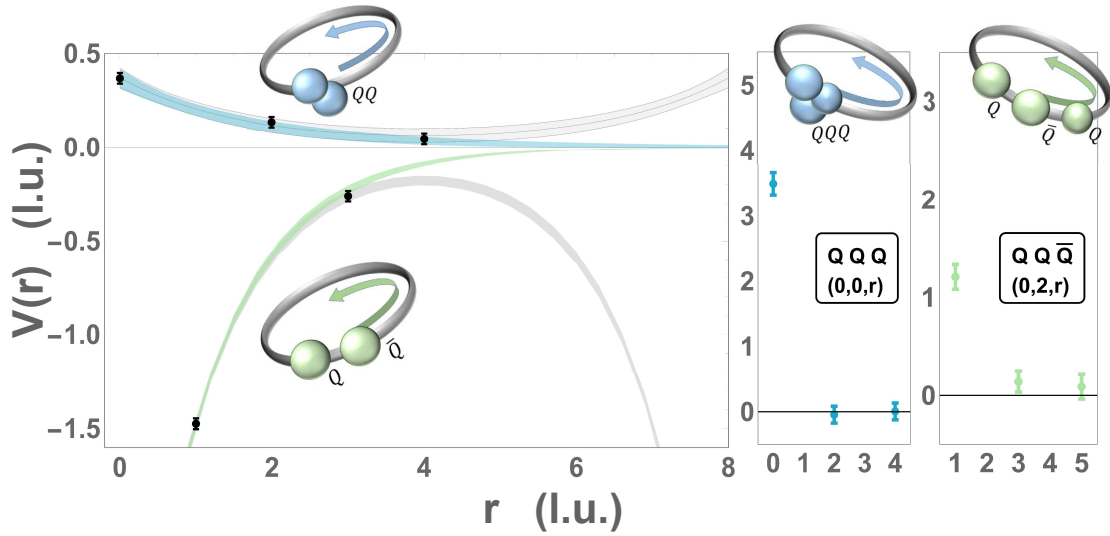 0.5
0.0
−0.5
−1.0
−1.5
V(r) (l.u.)
0 2 4 6 8
r (l.u.)
QQ
Q Q̄
5
4
3
2
1
0
0 1 2 3 4
QQQ
Q Q Q
(0,0,r)
3
2
1
0
1 2 3 4 5
Q Q̄ Q
Q Q Q̄
(0,2,r)